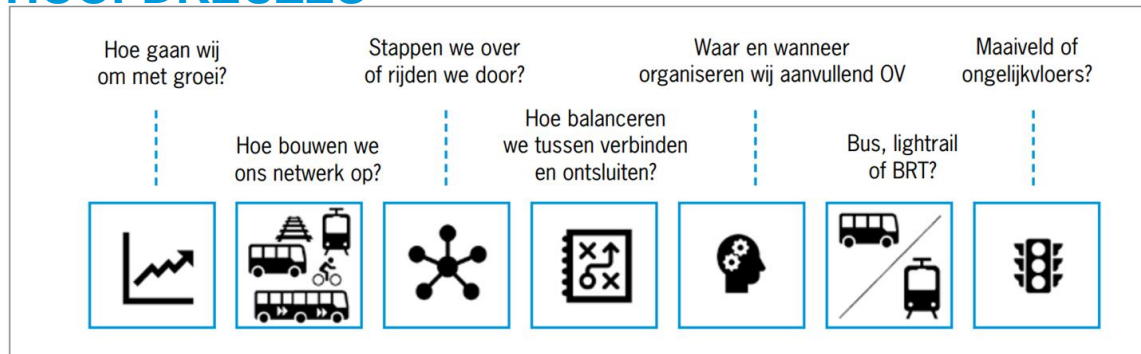 Hoe gaan wij
om met groei?
Hoe bouwen we
ons netwerk op?
Stappen we over
of rijden we door?
Hoe balanceren
we tussen verbinden
en ontsluiten?
Waar en wanneer
organiseren wij aanvullend OV
Bus, lightrail
of BRT?
Maaiveld of
ongelijkvloers?